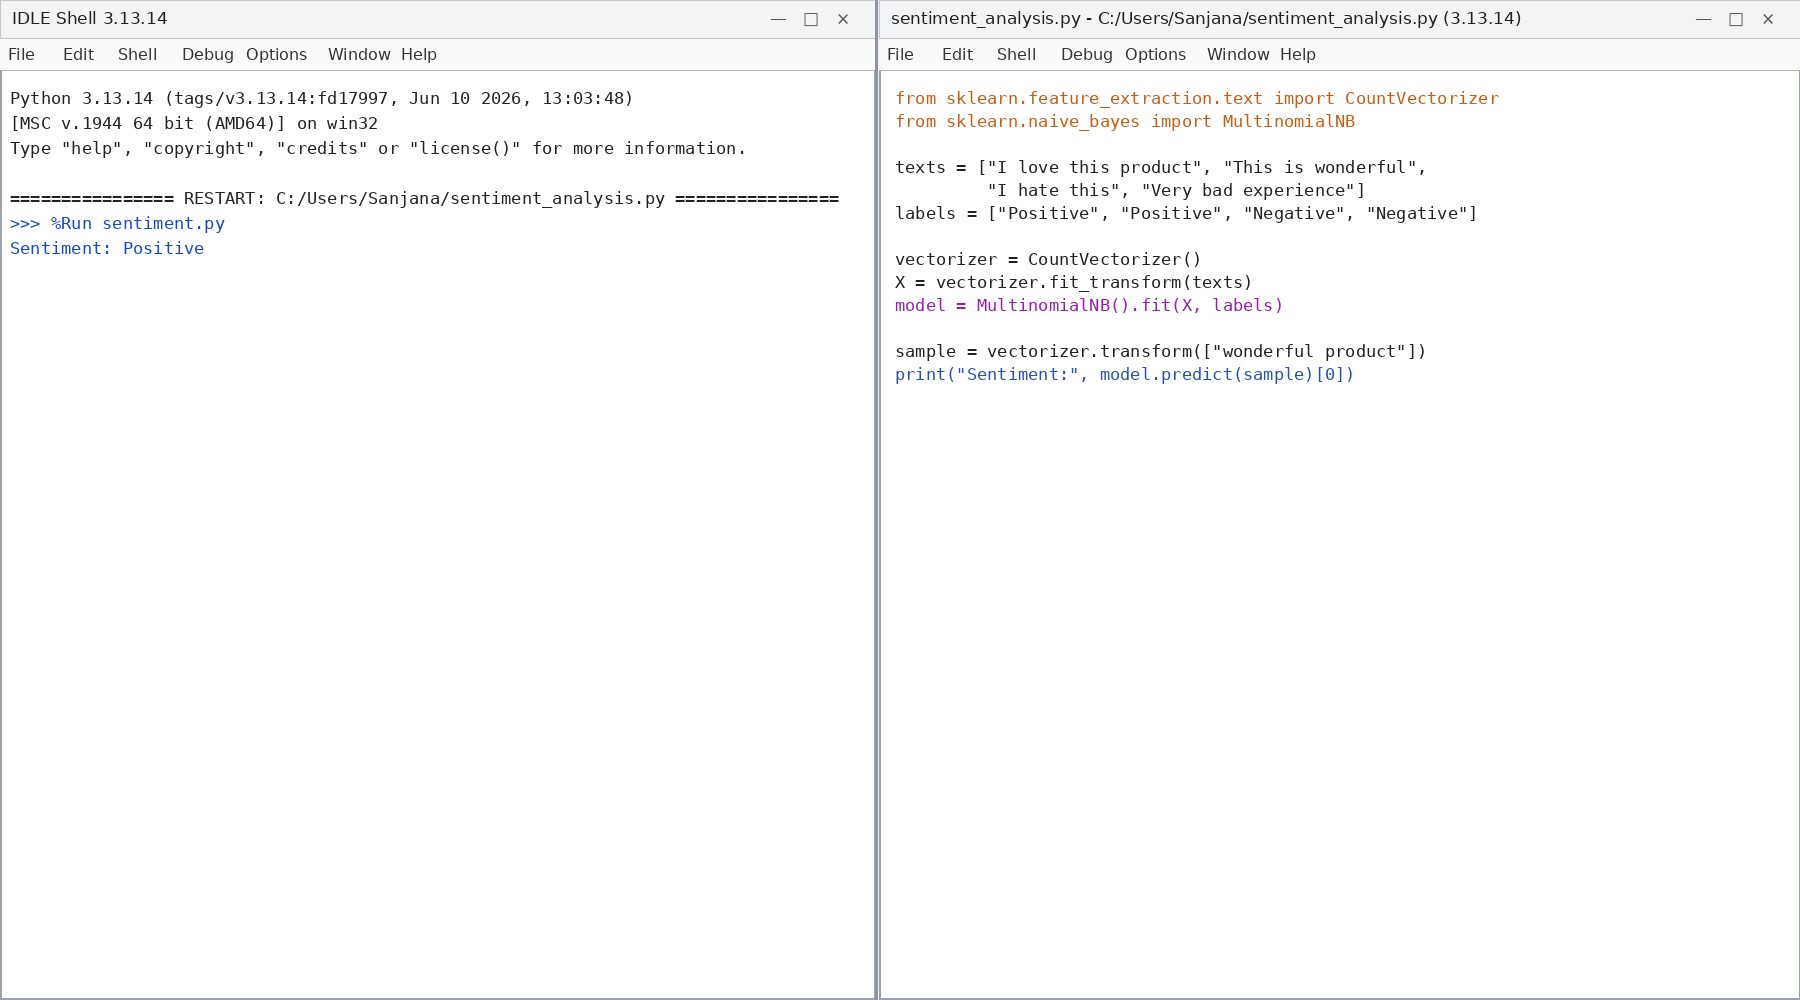 IDLE Shell 3.13.14
File Edit Shell Debug Options Window Help
Python 3.13.14 (tags/v3.13.14:fd17997, Jun 10 2026, 13:03:48)
[MSC v.1944 64 bit (AMD64)] on win32
Type "help", "copyright", "credits" or "license()" for more information.
================ RESTART: C:/Users/Sanjana/sentiment_analysis.py ================
>>> %Run sentiment.py
Sentiment: Positive
sentiment_analysis.py - C:/Users/Sanjana/sentiment_analysis.py (3.13.14)
File Edit Shell Debug Options Window Help
from sklearn.feature_extraction.text import CountVectorizer
from sklearn.naive_bayes import MultinomialNB
texts = ["I love this product", "This is wonderful",
         "I hate this", "Very bad experience"]
labels = ["Positive", "Positive", "Negative", "Negative"]
vectorizer = CountVectorizer()
X = vectorizer.fit_transform(texts)
model = MultinomialNB().fit(X, labels)
sample = vectorizer.transform(["wonderful product"])
print("Sentiment:", model.predict(sample)[0])